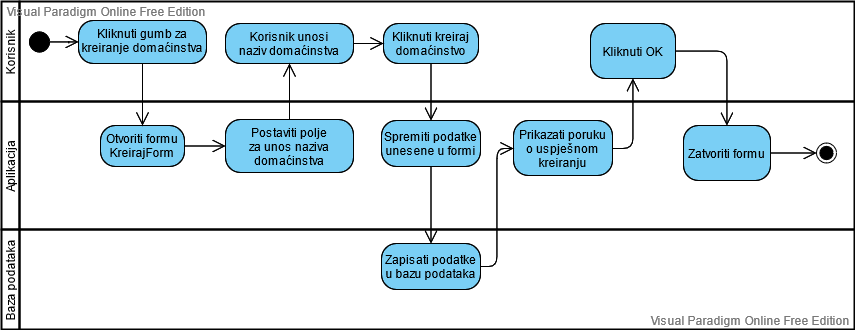 Visual Paradigm Online Free Edition
Korisnik
Kliknuti gumb za
kreiranje domaćinstva
Korisnik unosi
naziv domaćinstva
Kliknuti kreiraj
domaćinstvo
Kliknuti OK
Aplikacija
Otvoriti formu
KreirajForm
Postaviti polje
za unos naziva
domaćinstva
Spremiti podatke
unesene u formi
Prikazati poruku
o uspješnom
kreiranju
Zatvoriti formu
Baza podataka
Zapisati podatke
u bazu podataka
Visual Paradigm Online Free Edition